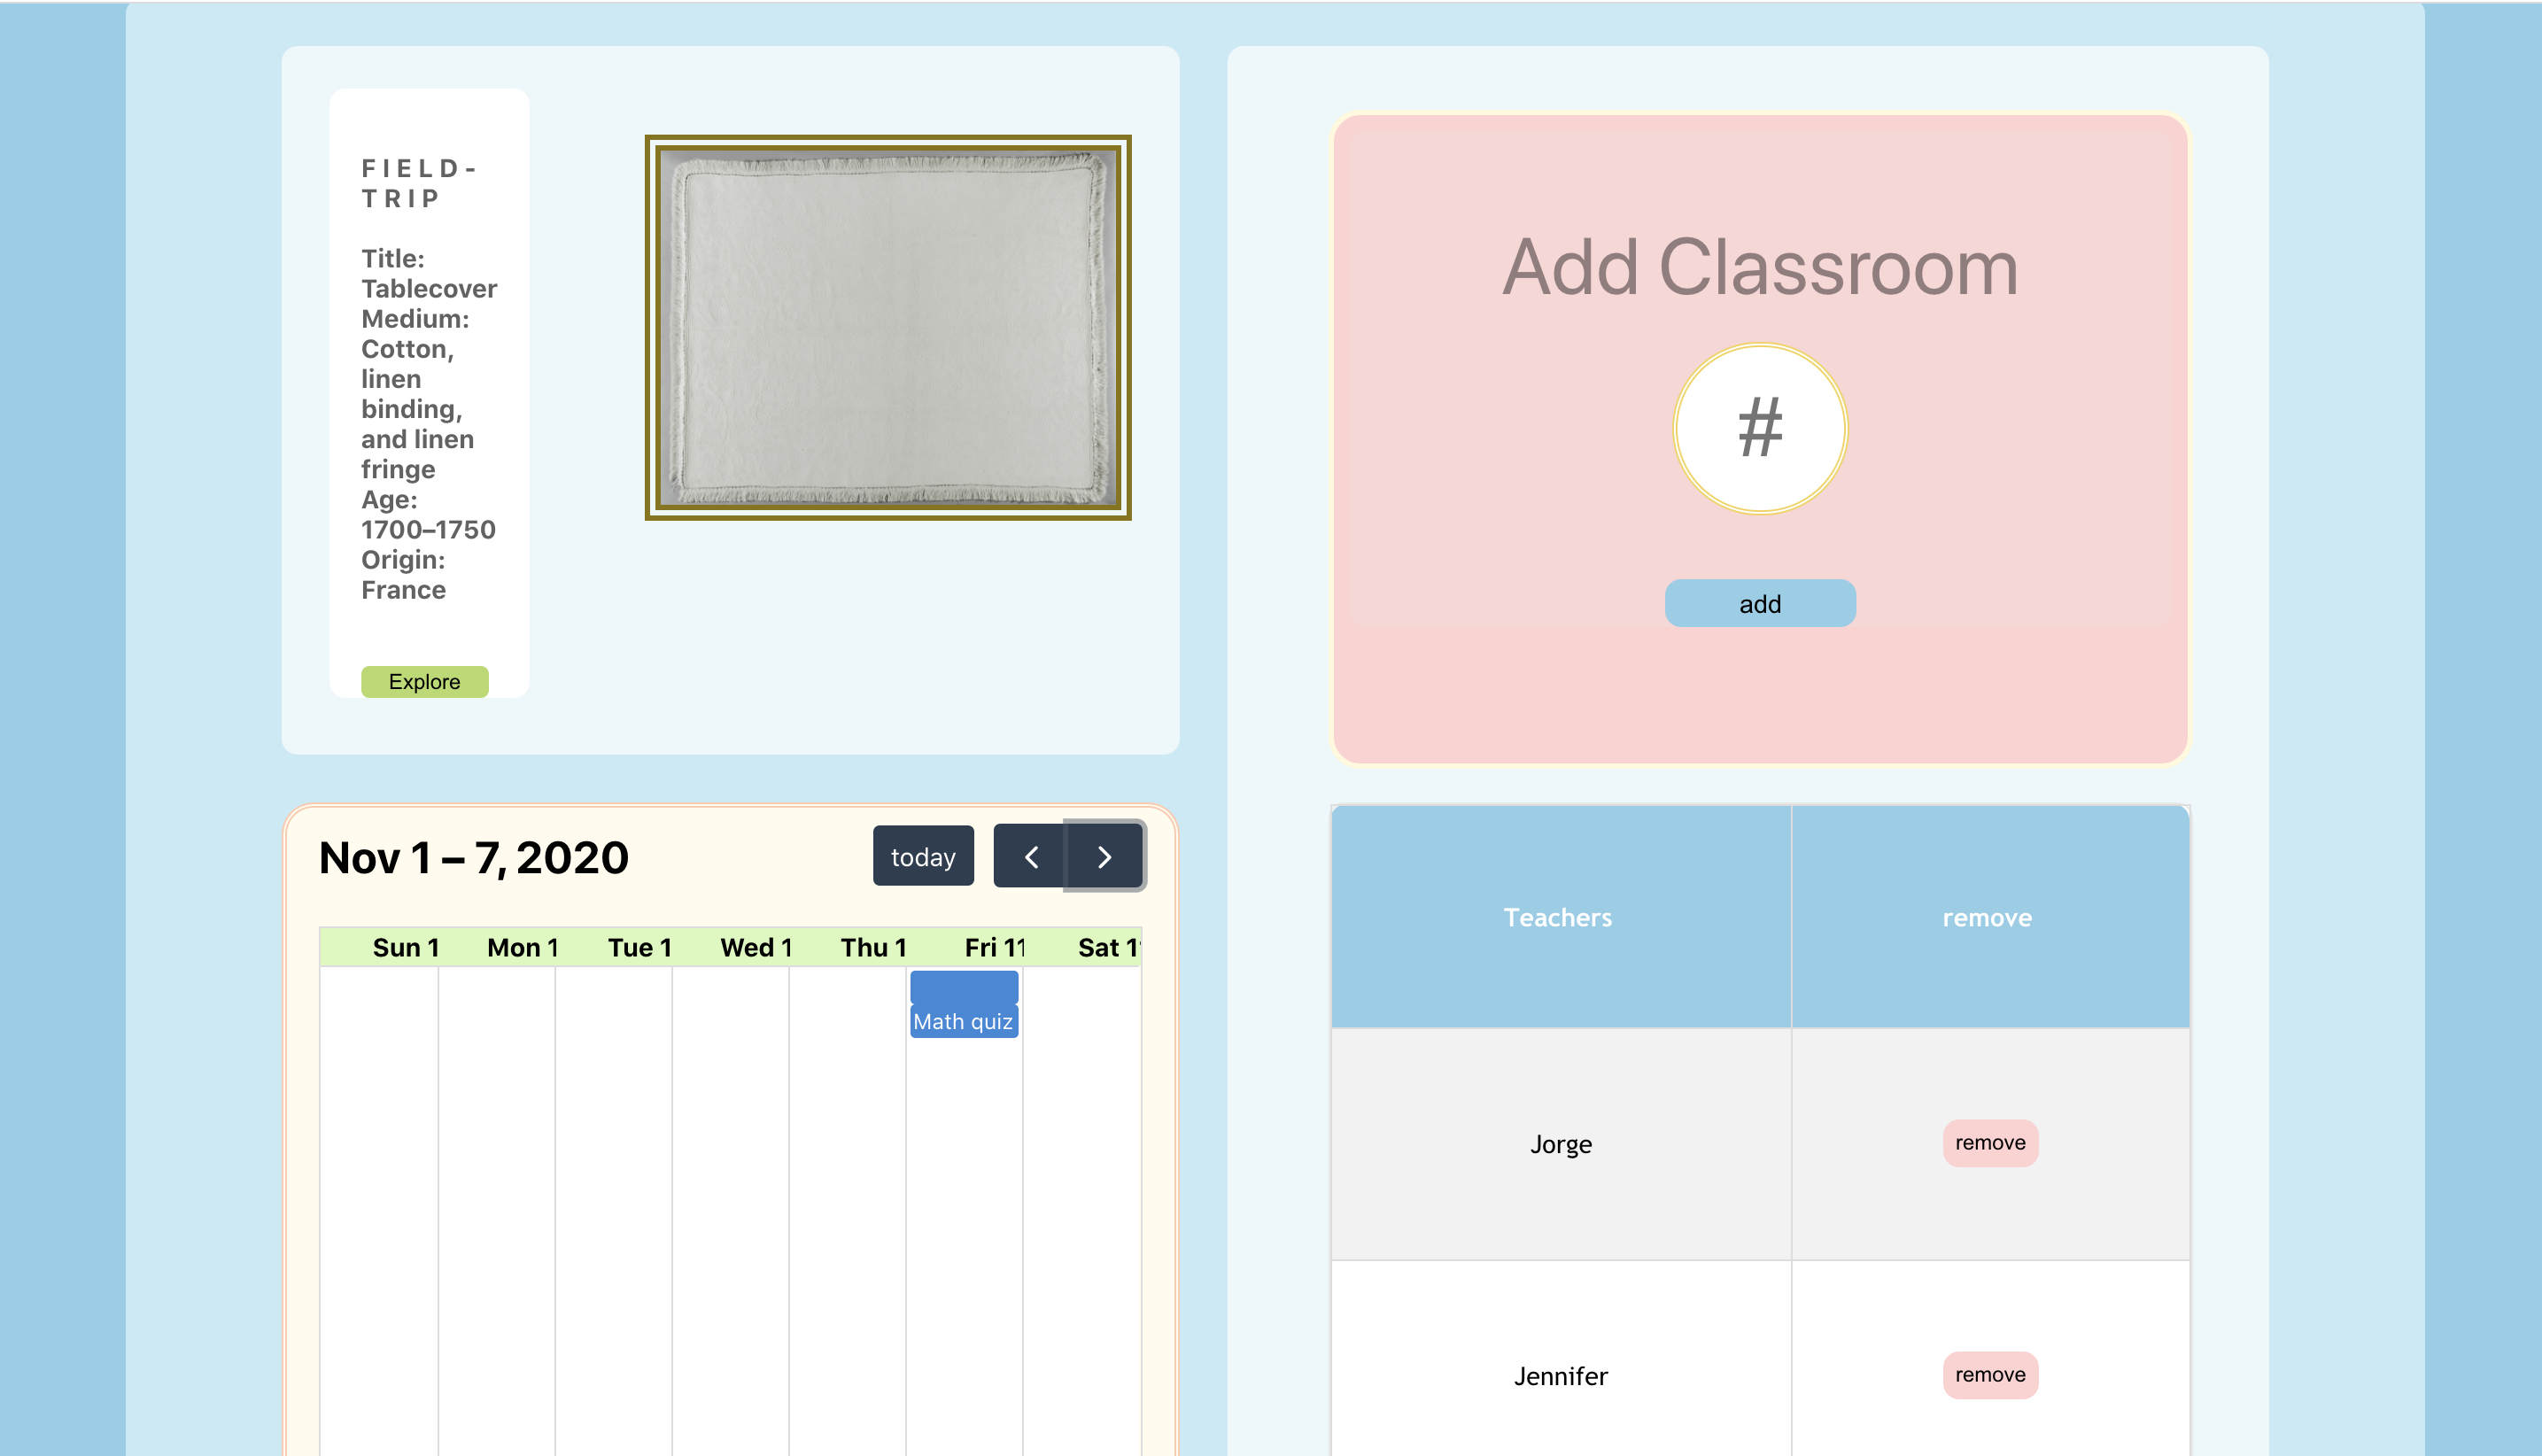 FIELD-
TRIP
Title:
Tablecover
Medium:
Cotton,
linen
binding,
and linen
fringe
Age:
1700–1750
Origin:
France
Explore
Add Classroom
#
add
Nov 1 – 7, 2020
today
Sun 1 Mon 1 Tue 1 Wed 1 Thu 1 Fri 11 Sat 1
Math quiz
Teachers remove
Jorge remove
Jennifer remove